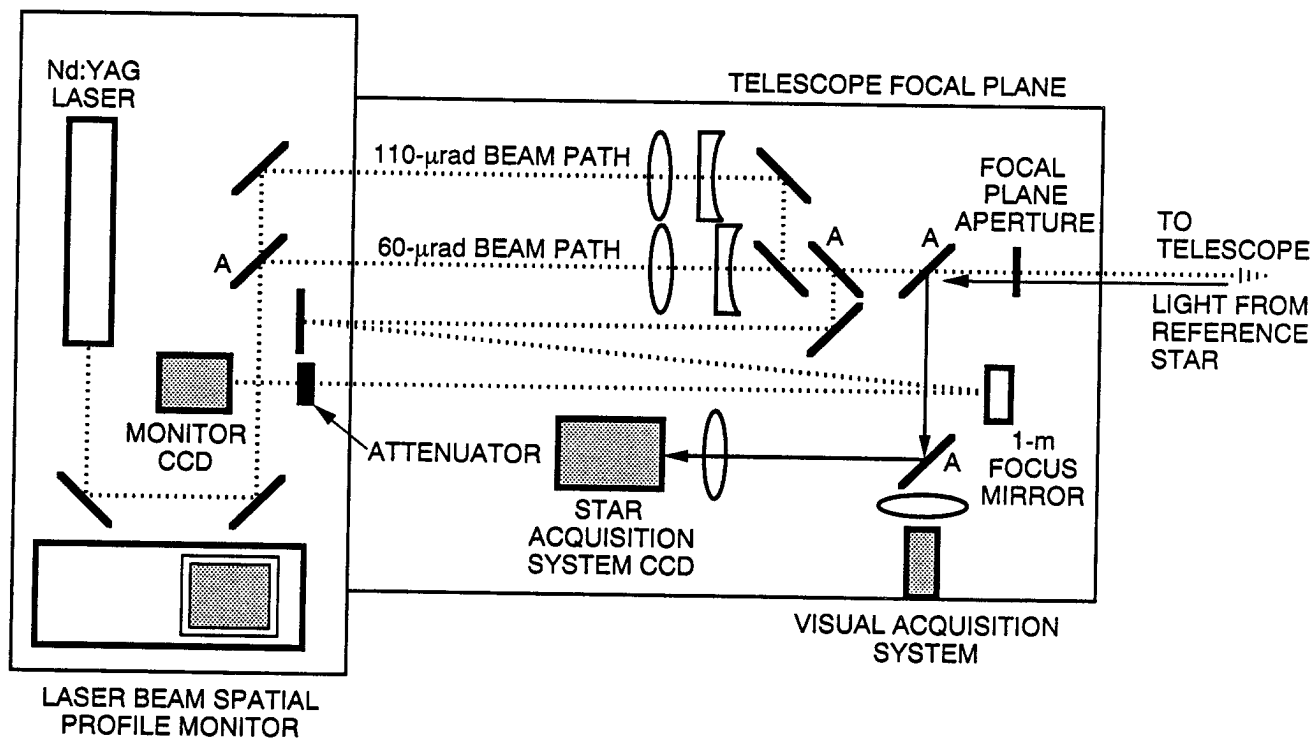 Nd:YAG
LASER
TELESCOPE FOCAL PLANE
110-μrad BEAM PATH
FOCAL
PLANE
APERTURE
TO
TELESCOPE
A
60-μrad BEAM PATH
A
A
LIGHT FROM
REFERENCE
STAR
MONITOR
CCD
ATTENUATOR
A
1-m
FOCUS
MIRROR
STAR
ACQUISITION
SYSTEM CCD
VISUAL ACQUISITION
SYSTEM
LASER BEAM SPATIAL
PROFILE MONITOR